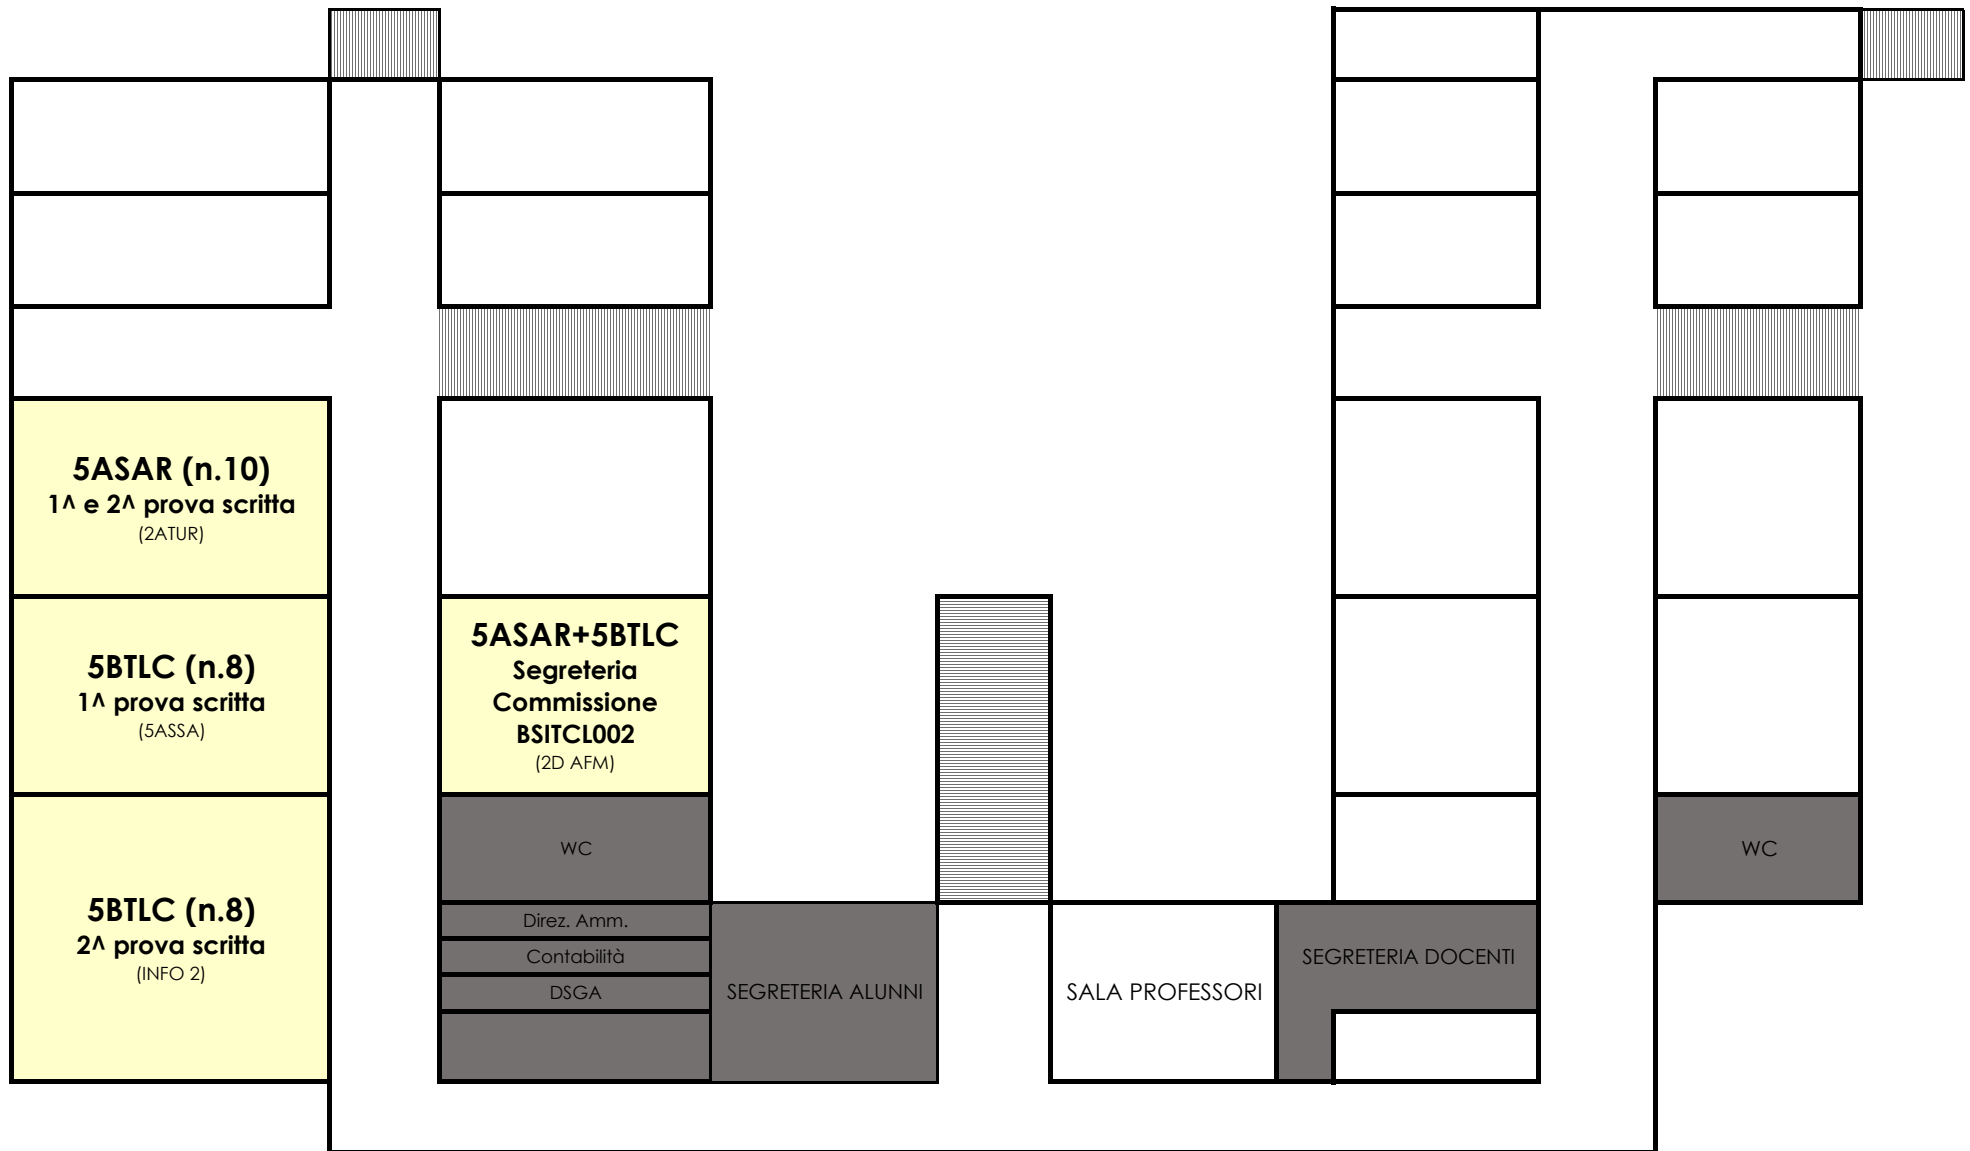 5ASAR (n.10)
1^ e 2^ prova scritta
(2ATUR)
5BTLC (n.8)
1^ prova scritta
(5ASSA)
5ASAR+5BTLC
Segreteria
Commissione
BSITCL002
(2D AFM)
WC
WC
5BTLC (n.8)
2^ prova scritta
(INFO 2)
Direz. Amm.
Contabilità
DSGA
SEGRETERIA ALUNNI
SALA PROFESSORI
SEGRETERIA DOCENTI